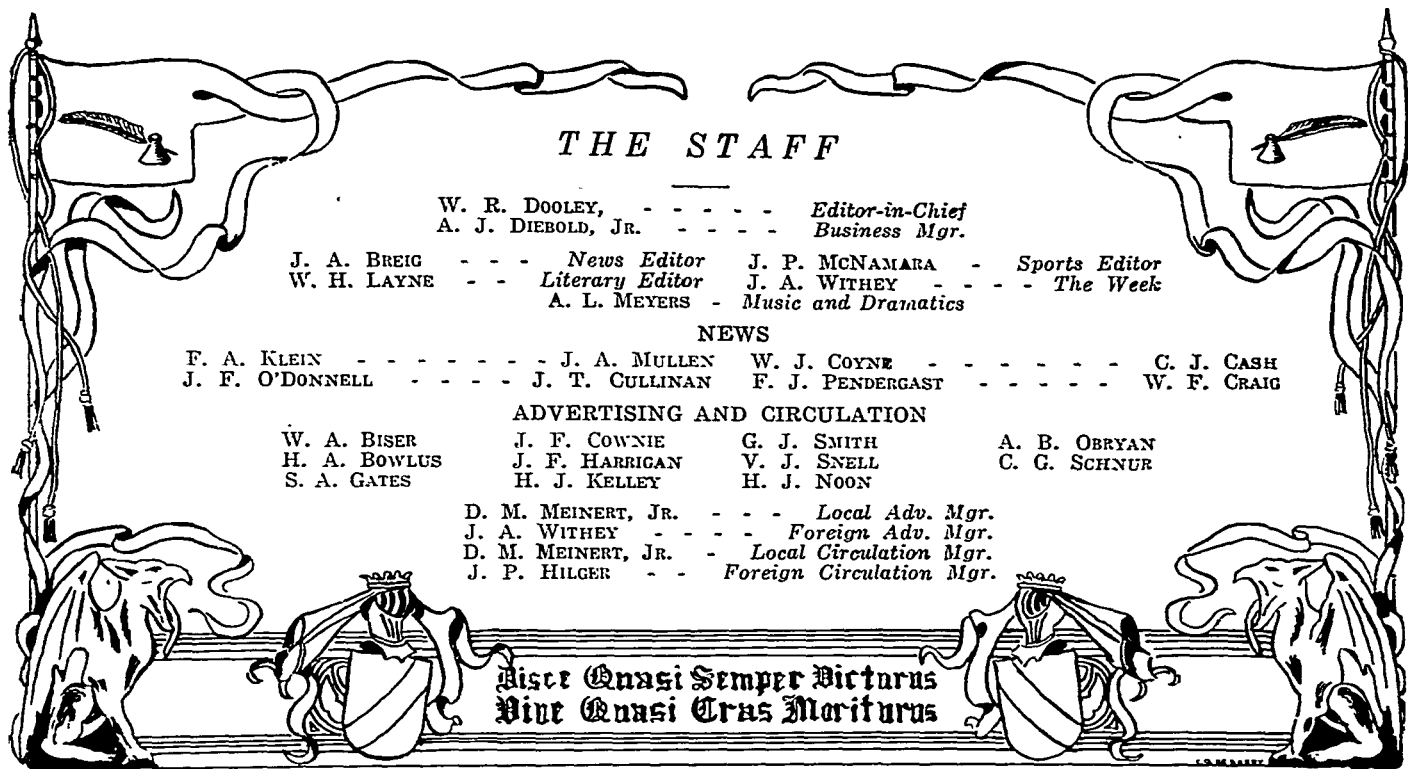 THE STAFF
W. R. DOOLEY, - - - - - Editor-in-Chief
A. J. DIEBOLD, JR. - - - - Business Mgr.
J. A. BREIG - - - News Editor J. P. MCNAMARA - Sports Editor
W. H. LAYNE - - Literary Editor J. A. WITHEY - - - - The Week
A. L. MEYERS - Music and Dramatics
NEWS
F. A. KLEIN - - - - - - - J. A. MULLEN W. J. COYNE - - - - - - - C. J. CASH
J. F. O'DONNELL - - - - J. T. CULLINAN F. J. PENDERGAST - - - - - W. F. CRAIG
ADVERTISING AND CIRCULATION
W. A. BISER J. F. COWNIE G. J. SMITH A. B. OBRYAN
H. A. BOWLUS J. F. HARRIGAN V. J. SNELL C. G. SCHNUR
S. A. GATES H. J. KELLEY H. J. NOON
D. M. MEINERT, JR. - - - Local Adv. Mgr.
J. A. WITHEY - - - - Foreign Adv. Mgr.
D. M. MEINERT, JR. - Local Circulation Mgr.
J. P. HILGER - - Foreign Circulation Mgr.
Disce Quasi Semper Victurus
Vive Quasi Cras Moriturus